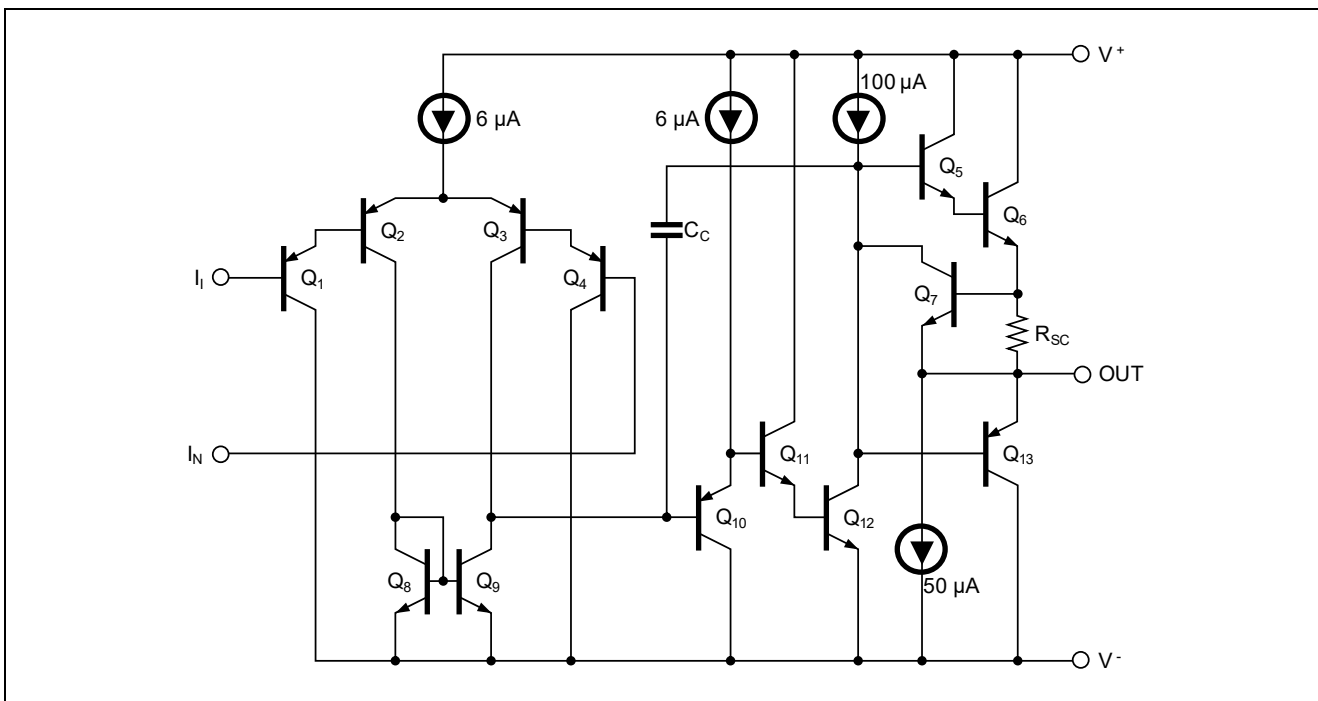 V+
100 µA
6 µA
6 µA
Q5
Q2
Q3
CC
Q6
II
Q1
Q4
Q7
RSC
OUT
IN
Q11
Q13
Q10
Q12
Q8
Q9
50 µA
V-